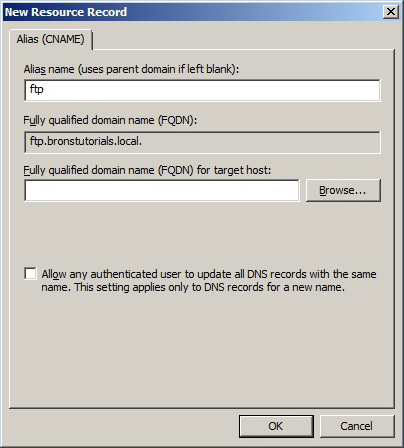 New Resource Record
Alias (CNAME)
Alias name (uses parent domain if left blank):
ftp
Fully qualified domain name (FQDN):
ftp.bronstutorials.local.
Fully qualified domain name (FQDN) for target host:
Browse...
Allow any authenticated user to update all DNS records with the same
name. This setting applies only to DNS records for a new name.
OK
Cancel